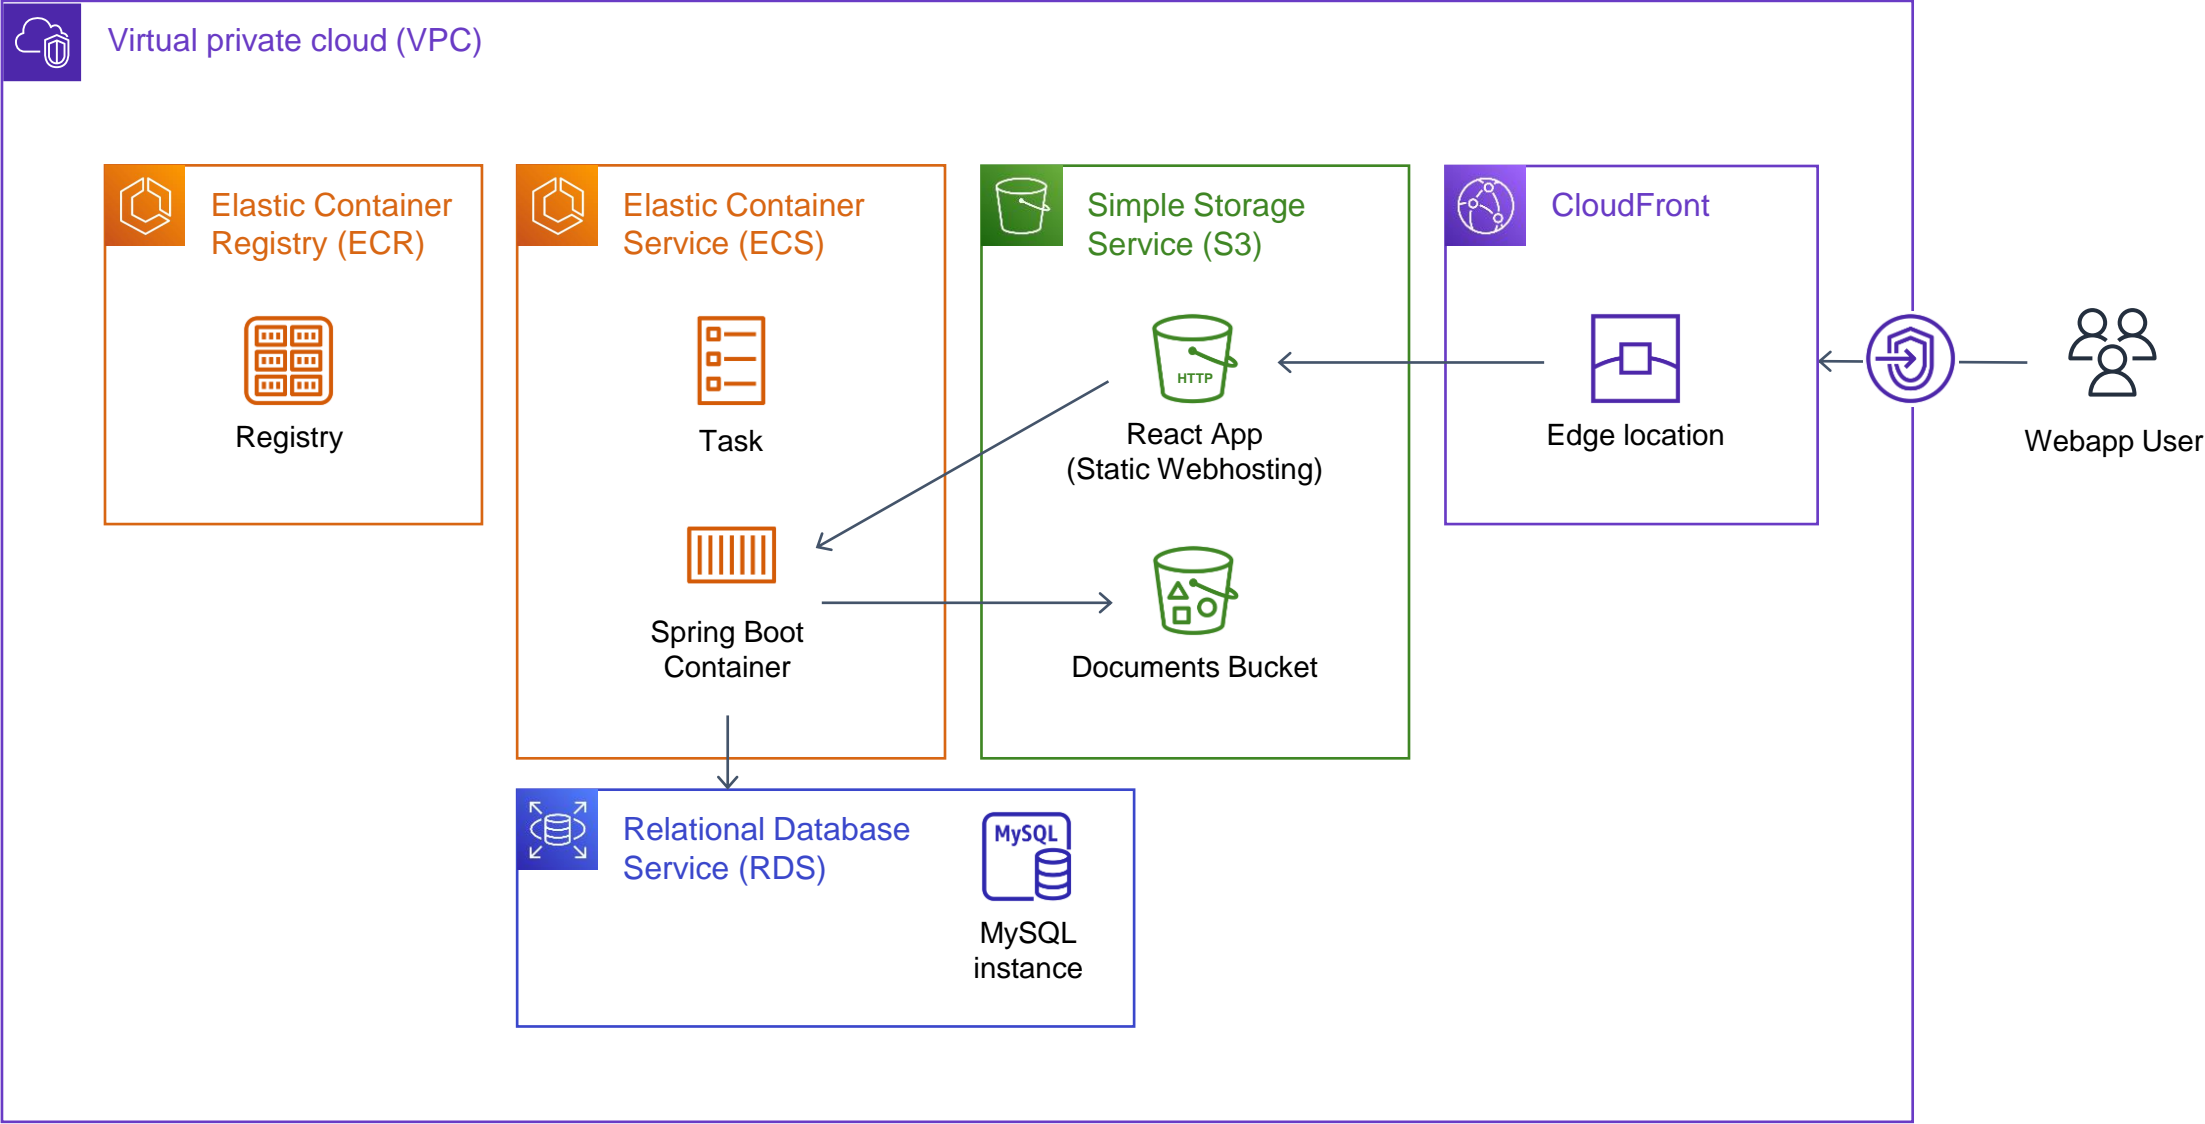 Virtual private cloud (VPC)
Elastic Container
Registry (ECR)
Registry
Elastic Container
Service (ECS)
Task
Spring Boot
Container
Simple Storage
Service (S3)
HTTP
React App
(Static Webhosting)
Documents Bucket
CloudFront
Edge location
Webapp User
Relational Database
Service (RDS)
MySQL
MySQL
instance